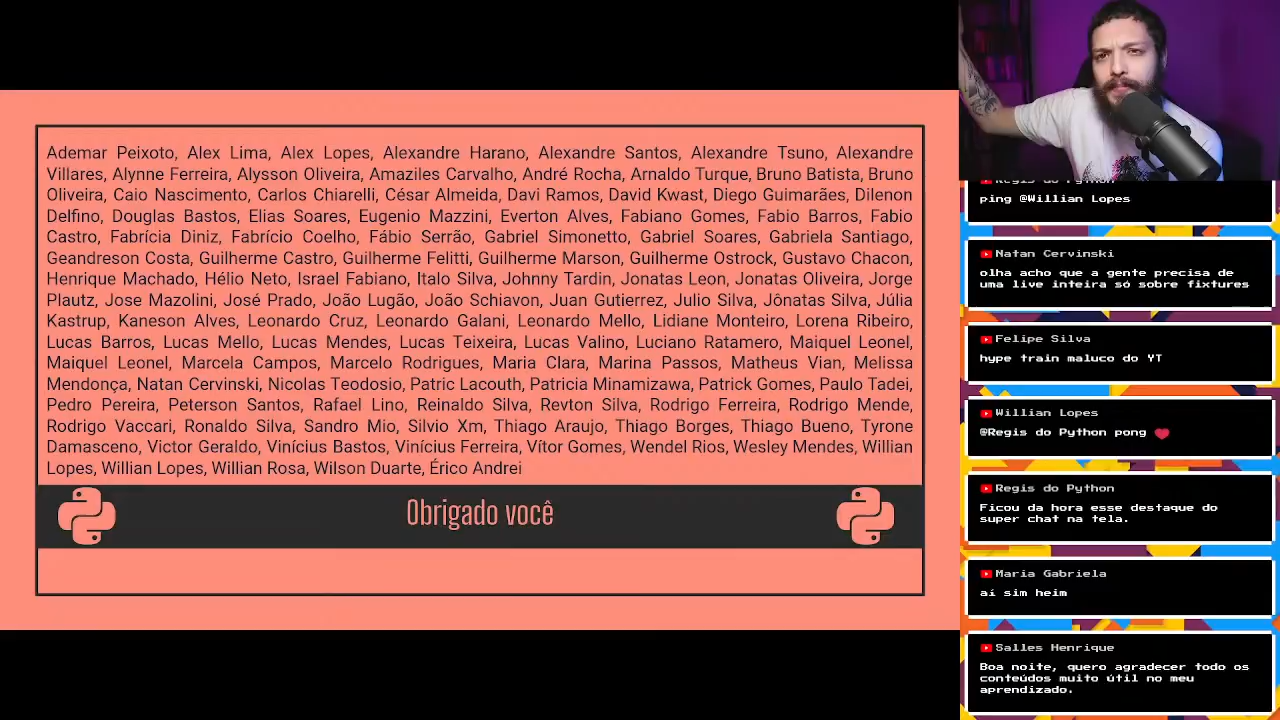 Ademar Peixoto, Alex Lima, Alex Lopes, Alexandre Harano, Alexandre Santos, Alexandre Tsuno, Alexandre
Villares, Alynne Ferreira, Alysson Oliveira, Amaziles Carvalho, André Rocha, Arnaldo Turque, Bruno Batista, Bruno
Oliveira, Caio Nascimento, Carlos Chiarelli, César Almeida, Davi Ramos, David Kwast, Diego Guimarães, Dilenon
Delfino, Douglas Bastos, Elias Soares, Eugenio Mazzini, Everton Alves, Fabiano Gomes, Fabio Barros, Fabio
Castro, Fabrícia Diniz, Fabrício Coelho, Fábio Serrão, Gabriel Simonetto, Gabriel Soares, Gabriela Santiago,
Geandreson Costa, Guilherme Castro, Guilherme Felitti, Guilherme Marson, Guilherme Ostrock, Gustavo Chacon,
Henrique Machado, Hélio Neto, Israel Fabiano, Italo Silva, Johnny Tardin, Jonatas Leon, Jonatas Oliveira, Jorge
Plautz, Jose Mazolini, José Prado, João Lugão, João Schiavon, Juan Gutierrez, Julio Silva, Jônatas Silva, Júlia
Kastrup, Kaneson Alves, Leonardo Cruz, Leonardo Galani, Leonardo Mello, Lidiane Monteiro, Lorena Ribeiro,
Lucas Barros, Lucas Mello, Lucas Mendes, Lucas Teixeira, Lucas Valino, Luciano Ratamero, Maiquel Leonel,
Maiquel Leonel, Marcela Campos, Marcelo Rodrigues, Maria Clara, Marina Passos, Matheus Vian, Melissa
Mendonça, Natan Cervinski, Nicolas Teodosio, Patric Lacouth, Patricia Minamizawa, Patrick Gomes, Paulo Tadei,
Pedro Pereira, Peterson Santos, Rafael Lino, Reinaldo Silva, Revton Silva, Rodrigo Ferreira, Rodrigo Mende,
Rodrigo Vaccari, Ronaldo Silva, Sandro Mio, Silvio Xm, Thiago Araujo, Thiago Borges, Thiago Bueno, Tyrone
Damasceno, Victor Geraldo, Vinícius Bastos, Vinícius Ferreira, Vítor Gomes, Wendel Rios, Wesley Mendes, Willian
Lopes, Willian Lopes, Willian Rosa, Wilson Duarte, Érico Andrei
Obrigado você
Regis do Python
ping @Willian Lopes
Natan Cervinski
olha acho que a gente precisa de
uma live inteira só sobre fixtures
Felipe Silva
hype train maluco do YT
Willian Lopes
@Regis do Python pong
Regis do Python
Ficou da hora esse destaque do
super chat na tela.
Maria Gabriela
aí sim heim
Salles Henrique
Boa noite, quero agradecer todo os
conteúdos muito útil no meu
aprendizado.